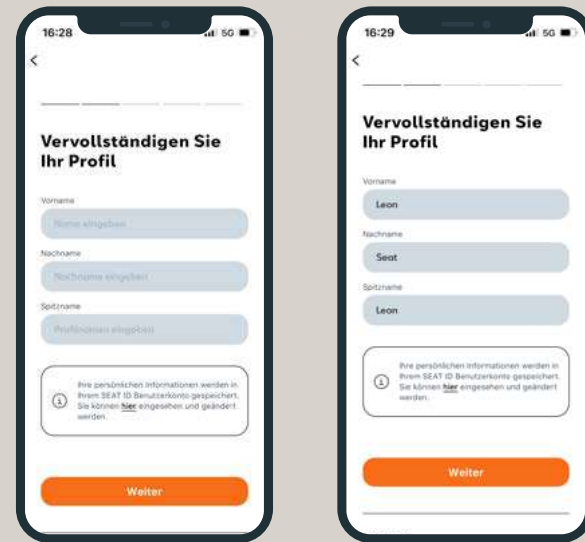 16:28
5G
Vervollständigen Sie
Ihr Profil
Vorname
Name eingeben
Nachname
Nachname eingeben
Spitzname
Profilnamen eingeben
Ihre persönlichen Informationen werden in
Ihrem SEAT ID Benutzerkonto gespeichert.
Sie können hier eingesehen und geändert
werden.
Weiter
16:29
5G
Vervollständigen Sie
Ihr Profil
Vorname
Leon
Nachname
Seat
Spitzname
Leon
Ihre persönlichen Informationen werden in
Ihrem SEAT ID Benutzerkonto gespeichert.
Sie können hier eingesehen und geändert
werden.
Weiter